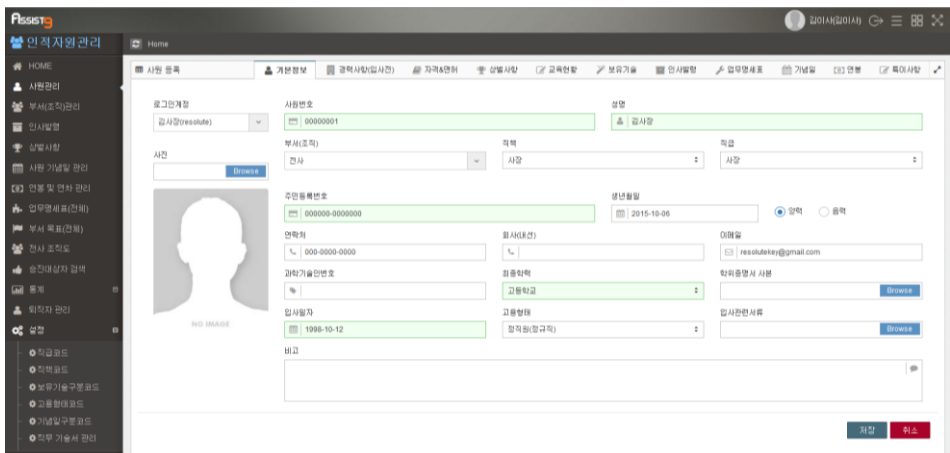 Assist9
김이사(김이사)
인적자원관리
Home
HOME
사원관리
부서(조직)관리
인사발령
상벌사항
사원 기념일 관리
연봉 및 연차 관리
업무명세표(전체)
부서 목표(전체)
전사 조직도
승진대상자 검색
통계
퇴직자 관리
설정
직급코드
직책코드
보유기술구분코드
고용형태코드
기념일구분코드
직무 기술서 관리
사원 등록
기본정보 경력사항(입사전) 자격&면허 상벌사항 교육현황 보유기술 인사발령 업무명세표 기념일 연봉 특이사항
로그인계정 사원번호 성명
김사장(resolute) 00000001 김사장
부서(조직) 직책 직급
전사 사장 사장
사진
Browse
주민등록번호 생년월일
000000-0000000 2015-10-06 양력 음력
연락처 회사(내선) 이메일
000-0000-0000 resolutekey@gmail.com
과학기술인번호 최종학력 학위증명서 사본
고등학교 Browse
입사일자 고용형태 입사관련서류
NO IMAGE
1998-10-12 정직원(정규직) Browse
비고
저장 취소